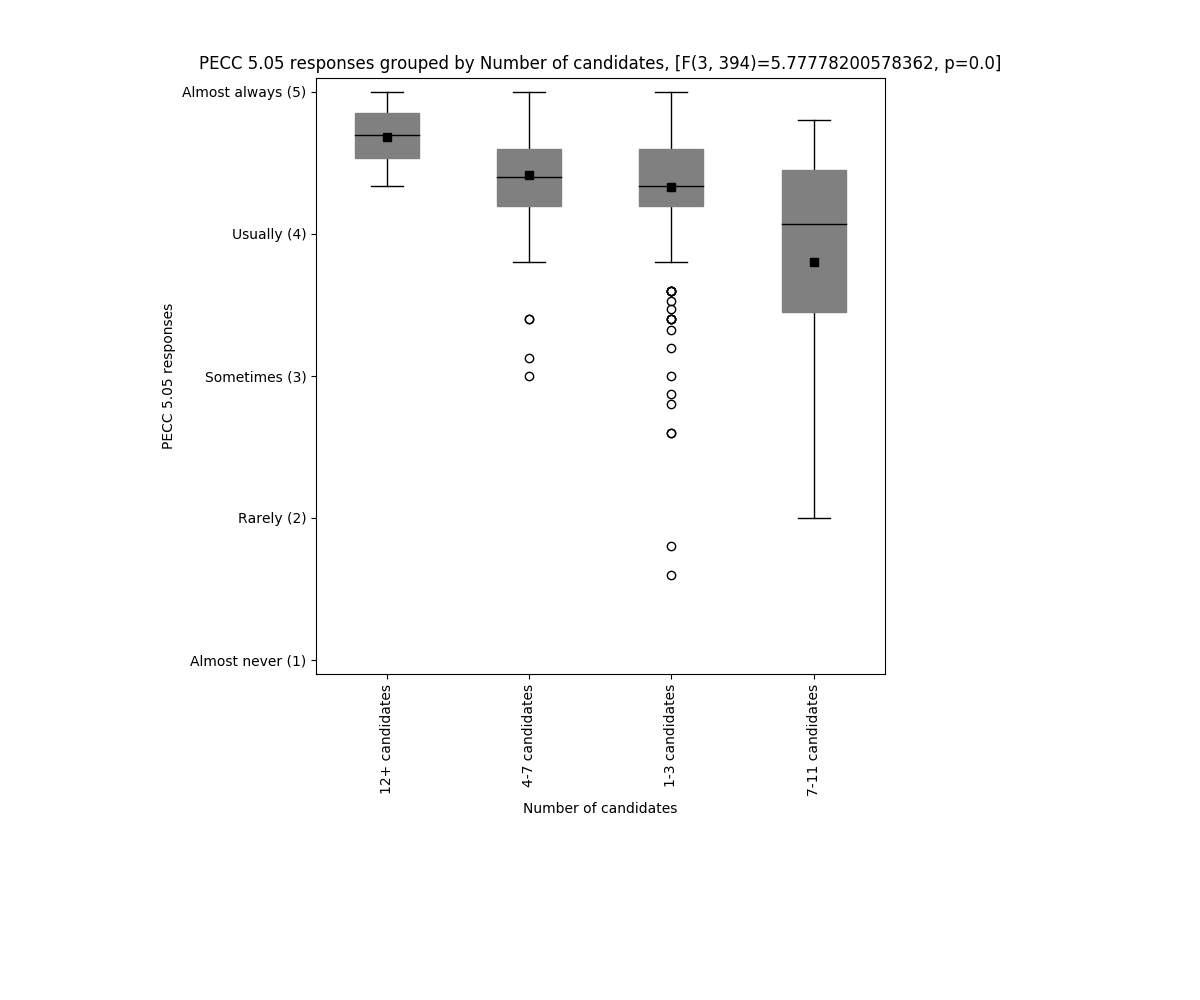 PECC 5.05 responses grouped by Number of candidates, [F(3, 394)=5.77778200578362, p=0.0]
Almost always (5)
Usually (4)
Sometimes (3)
Rarely (2)
Almost never (1)
PECC 5.05 responses
12+ candidates
4-7 candidates
1-3 candidates
7-11 candidates
Number of candidates